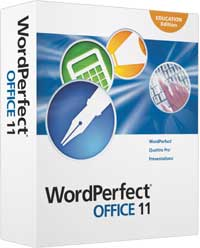 EDUCATION
Edition
WordPerfect
Quattro Pro
Presentations
WordPerfect®
OFFICE 11
WordPerfect
OFFICE 11